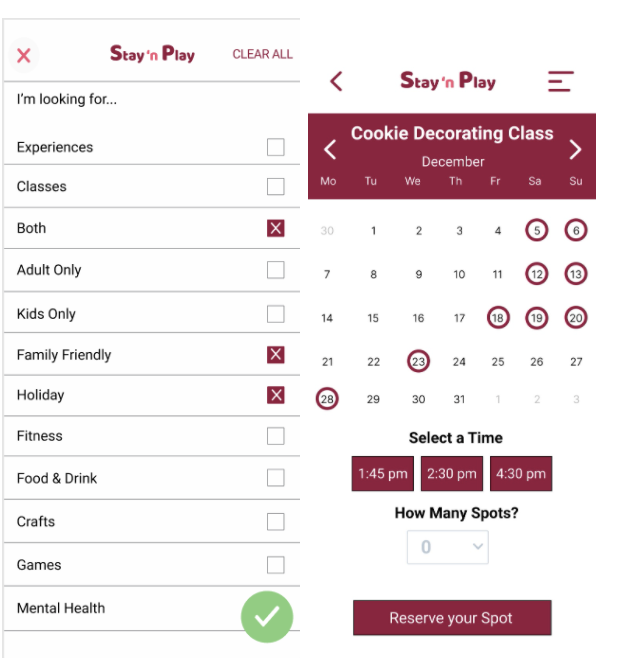 Stay 'n Play CLEAR ALL
I'm looking for...
Experiences
Classes
Both
Adult Only
Kids Only
Family Friendly
Holiday
Fitness
Food & Drink
Crafts
Games
Mental Health
Stay 'n Play
Cookie Decorating Class
December
Mo Tu We Th Fr Sa Su
30 1 2 3 4 5 6
7 8 9 10 11 12 13
14 15 16 17 18 19 20
21 22 23 24 25 26 27
28 29 30 31 1 2 3
Select a Time
1:45 pm 2:30 pm 4:30 pm
How Many Spots?
0
Reserve your Spot